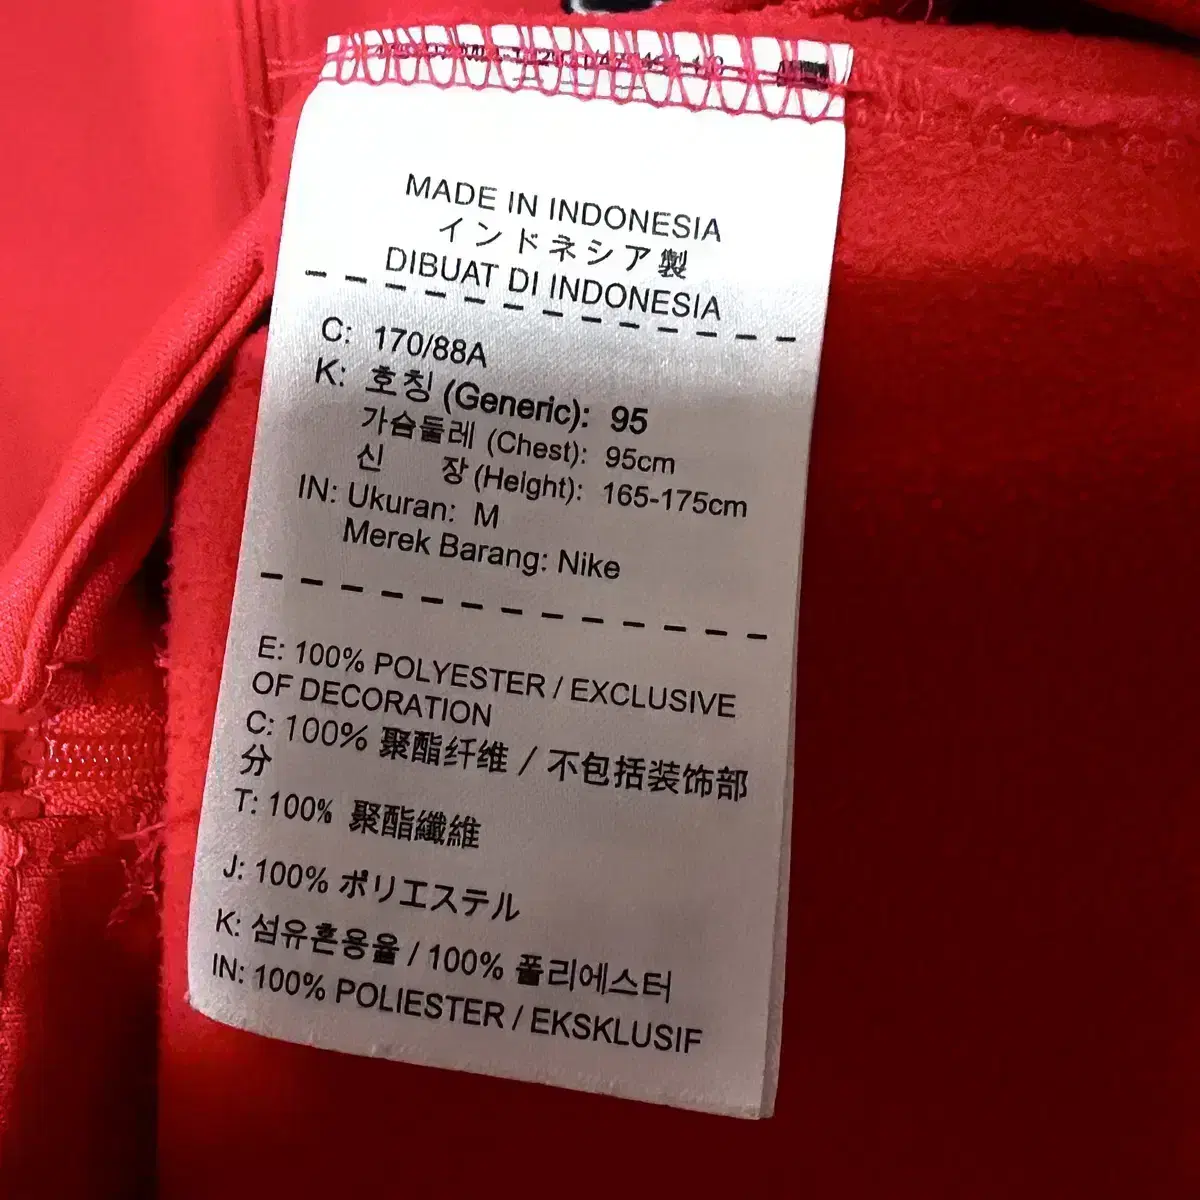 MADE IN INDONESIA
インドネシア製
DIBUAT DI INDONESIA
C: 170/88A
K: 호칭 (Generic): 95
가슴둘레 (Chest): 95cm
신 장 (Height): 165-175cm
IN: Ukuran: M
Merek Barang: Nike
E: 100% POLYESTER / EXCLUSIVE
OF DECORATION
C: 100% 聚酯纤维 / 不包括装饰部
分
T: 100% 聚酯纖維
J: 100% ポリエステル
K: 섬유혼용율 / 100% 폴리에스터
IN: 100% POLIESTER / EKSKLUSIF